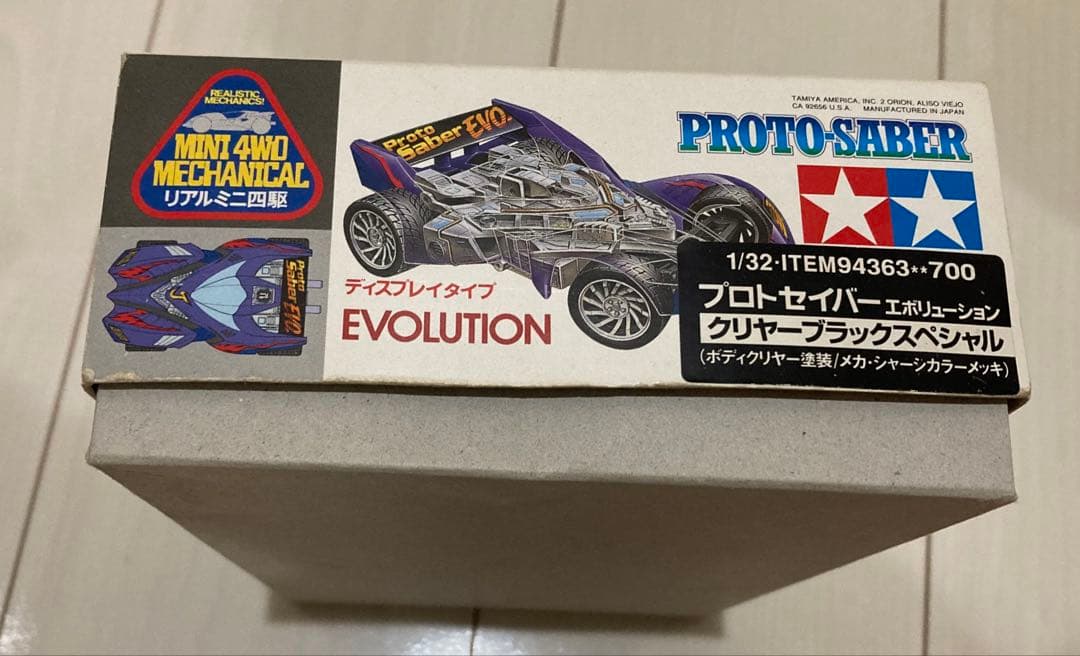 REALISTIC
MECHANICS!
MINI 4WD
MECHANICAL
リアルミニ四駆
Proto
Saber EVO.
Proto
Saber EVO.
ディスプレイタイプ
EVOLUTION
TAMIYA AMERICA, INC. 2 ORION, ALISO VIEJO
CA 92656 U.S.A. MANUFACTURED IN JAPAN
PROTO-SABER
1/32・ITEM94363**700
プロトセイバー エボリューション
クリヤーブラックスペシャル
(ボディクリヤー塗装/メカ・シャーシカラーメッキ)